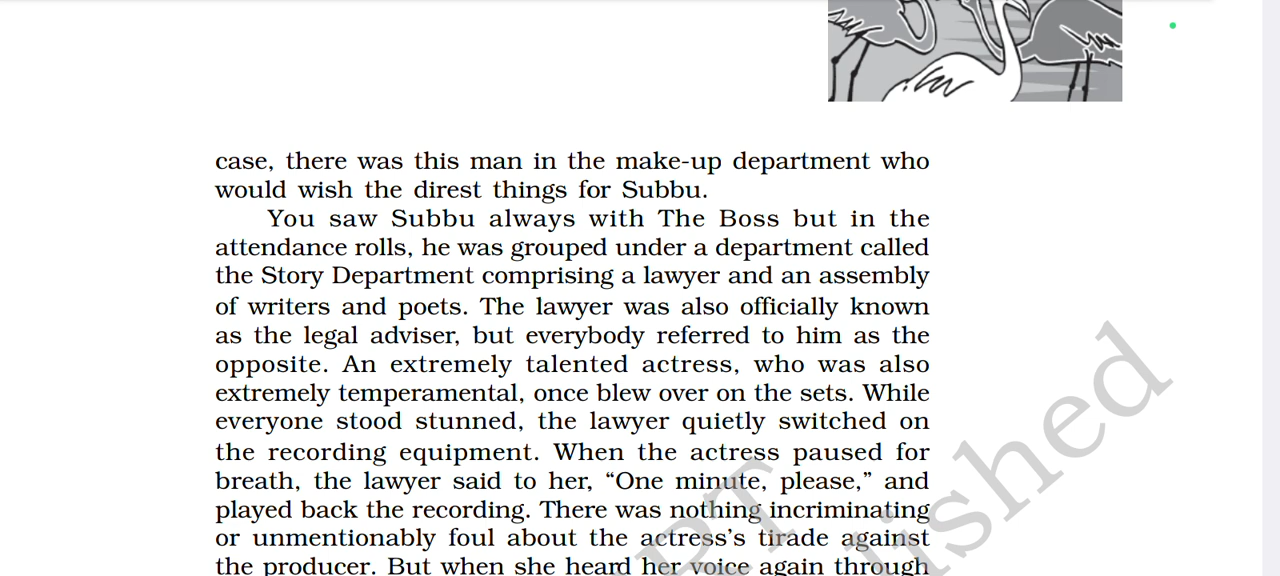 case, there was this man in the make-up department who
would wish the direst things for Subbu.
You saw Subbu always with The Boss but in the
attendance rolls, he was grouped under a department called
the Story Department comprising a lawyer and an assembly
of writers and poets. The lawyer was also officially known
as the legal adviser, but everybody referred to him as the
opposite. An extremely talented actress, who was also
extremely temperamental, once blew over on the sets. While
everyone stood stunned, the lawyer quietly switched on
the recording equipment. When the actress paused for
breath, the lawyer said to her, “One minute, please,” and
played back the recording. There was nothing incriminating
or unmentionably foul about the actress’s tirade against
the producer. But when she heard her voice again through